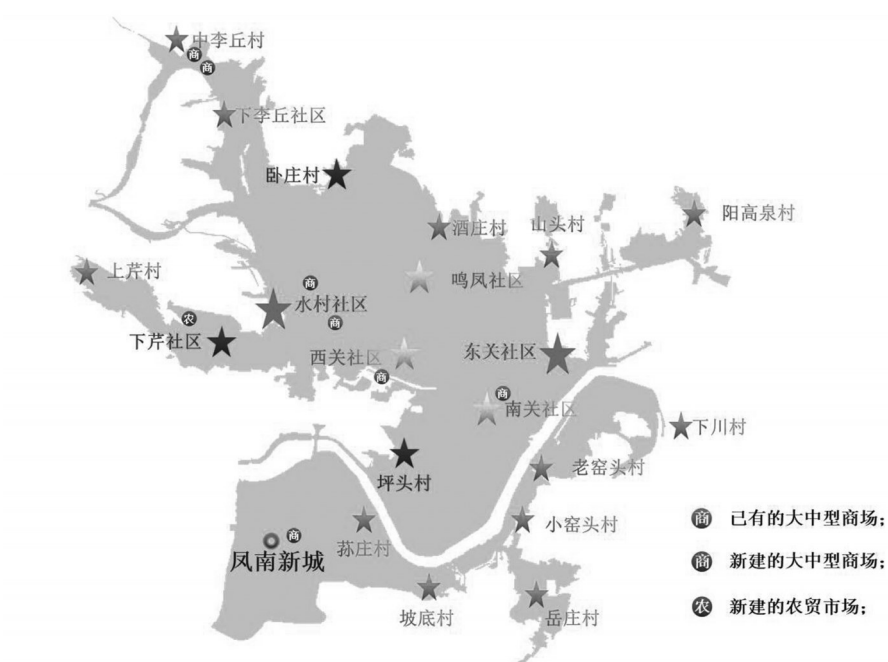 中李丘村
商
商
下李丘社区
卧庄村
酒庄村
山头村
阳高泉村
上芹村
鸣凤社区
商
水村社区
农
商
下芹社区
西关社区
东关社区
商
商
南关社区
下川村
坪头村
老窑头村
商 已有的大中型商场；
小窑头村
荪庄村
商
凤南新城
商 新建的大中型商场；
农 新建的农贸市场；
坡底村
岳庄村